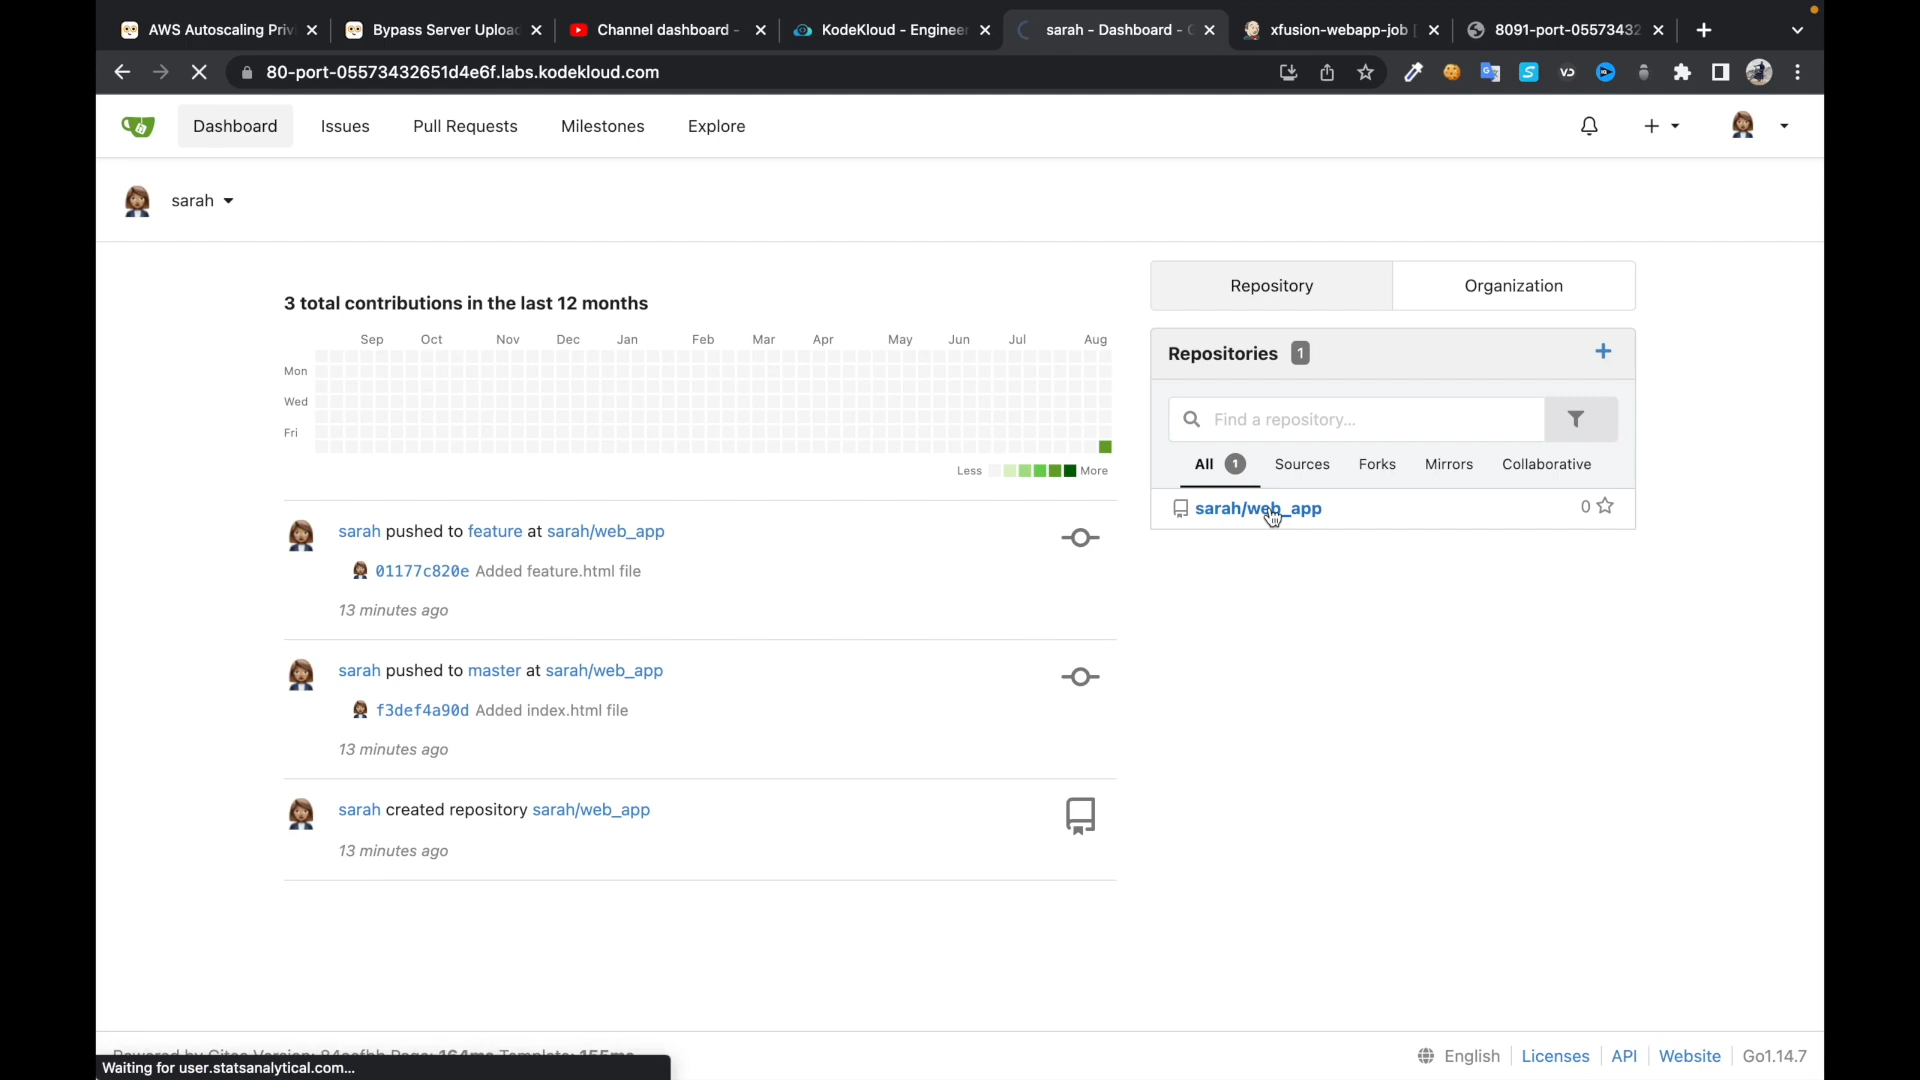 AWS Autoscaling Priv
Bypass Server Upload
Channel dashboard -
KodeKloud - Engineer
sarah - Dashboard -
xfusion-webapp-job
8091-port-05573432
80-port-05573432651d4e6f.labs.kodekloud.com
Dashboard
Issues
Pull Requests
Milestones
Explore
sarah
3 total contributions in the last 12 months
Sep Oct Nov Dec Jan Feb Mar Apr May Jun Jul Aug
Mon
Wed
Fri
Less
More
sarah pushed to feature at sarah/web_app
01177c820e Added feature.html file
13 minutes ago
sarah pushed to master at sarah/web_app
f3def4a90d Added index.html file
13 minutes ago
sarah created repository sarah/web_app
13 minutes ago
Repository
Organization
Repositories 1
Find a repository...
All 1 Sources Forks Mirrors Collaborative
sarah/web_app 0
Waiting for user.statsanalytical.com...
English
Licenses
API
Website
Go1.14.7